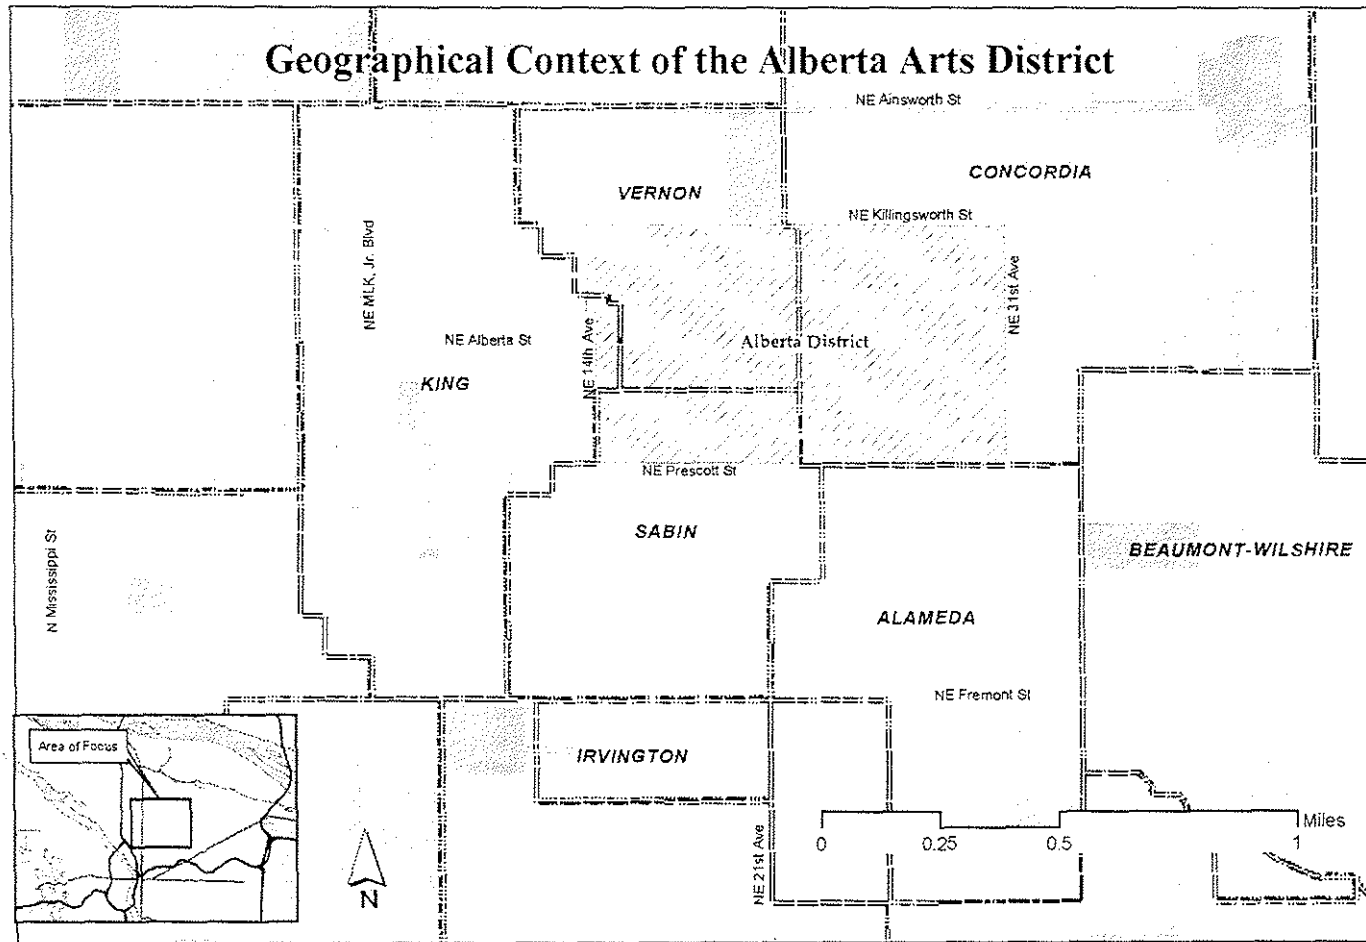 Geographical Context of the Alberta Arts District
NE Ainsworth St
CONCORDIA
VERNON
NE Killingsworth St
NE MLK, Jr. Blvd
NE 31st Ave
NE Alberta St
NE 14th Ave
Alberta District
KING
NE Prescott St
SABIN
N Mississippi St
BEAUMONT-WILSHIRE
ALAMEDA
NE Fremont St
Area of Focus
IRVINGTON
NE 21st Ave
Miles
0
0.25
0.5
1
N